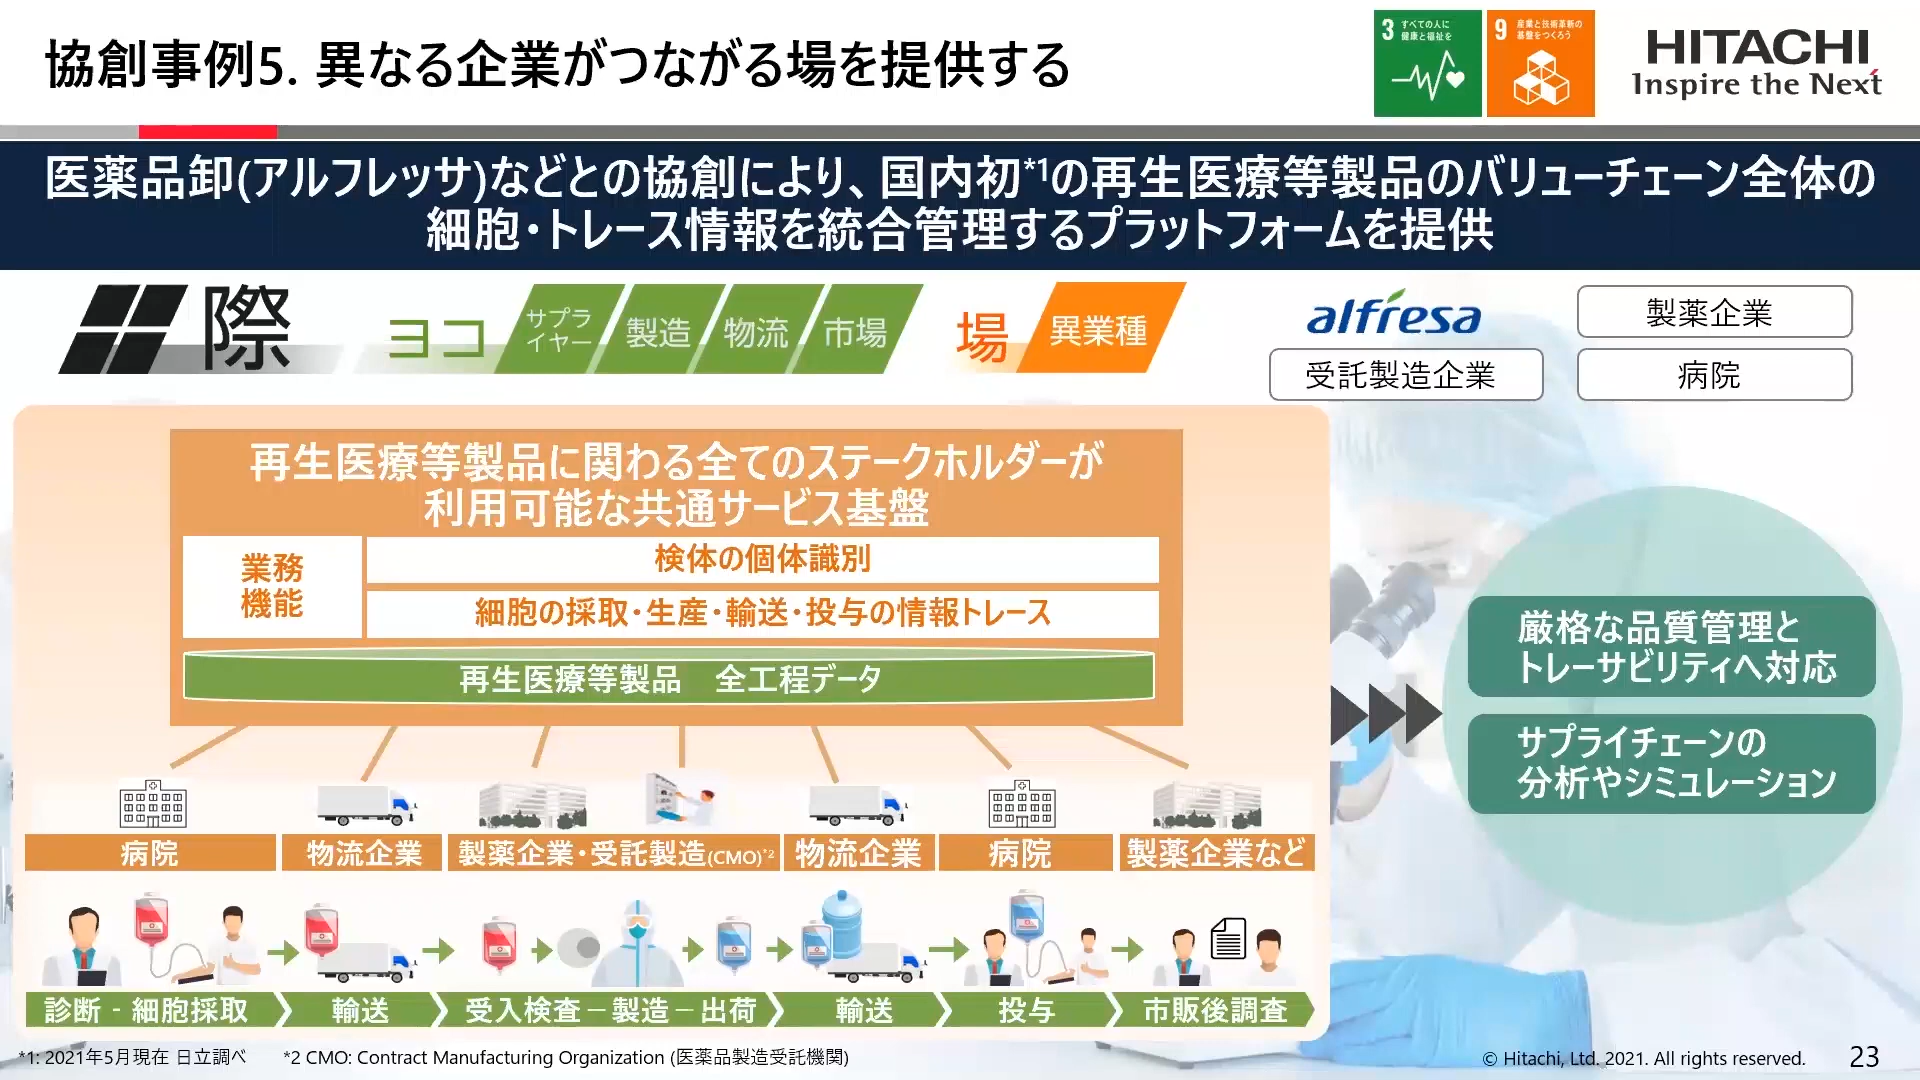 協創事例5. 異なる企業がつながる場を提供する
3 すべての人に
健康と福祉を
9 産業と技術革新の
基盤をつくろう
HITACHI
Inspire the Next
医薬品卸(アルフレッサ)などとの協創により、国内初*1の再生医療等製品のバリューチェーン全体の
細胞・トレース情報を統合管理するプラットフォームを提供
際
ヨコ
サプラ
イヤー
製造
物流
市場
場
異業種
alfresa
製薬企業
受託製造企業
病院
再生医療等製品に関わる全てのステークホルダーが
利用可能な共通サービス基盤
業務
機能
検体の個体識別
細胞の採取・生産・輸送・投与の情報トレース
再生医療等製品 全工程データ
厳格な品質管理と
トレーサビリティへ対応
サプライチェーンの
分析やシミュレーション
病院
物流企業
製薬企業・受託製造(CMO)*2
物流企業
病院
製薬企業など
診断 - 細胞採取
輸送
受入検査－製造－出荷
輸送
投与
市販後調査
*1: 2021年5月現在 日立調べ
*2 CMO: Contract Manufacturing Organization (医薬品製造受託機関)
© Hitachi, Ltd. 2021. All rights reserved.
23